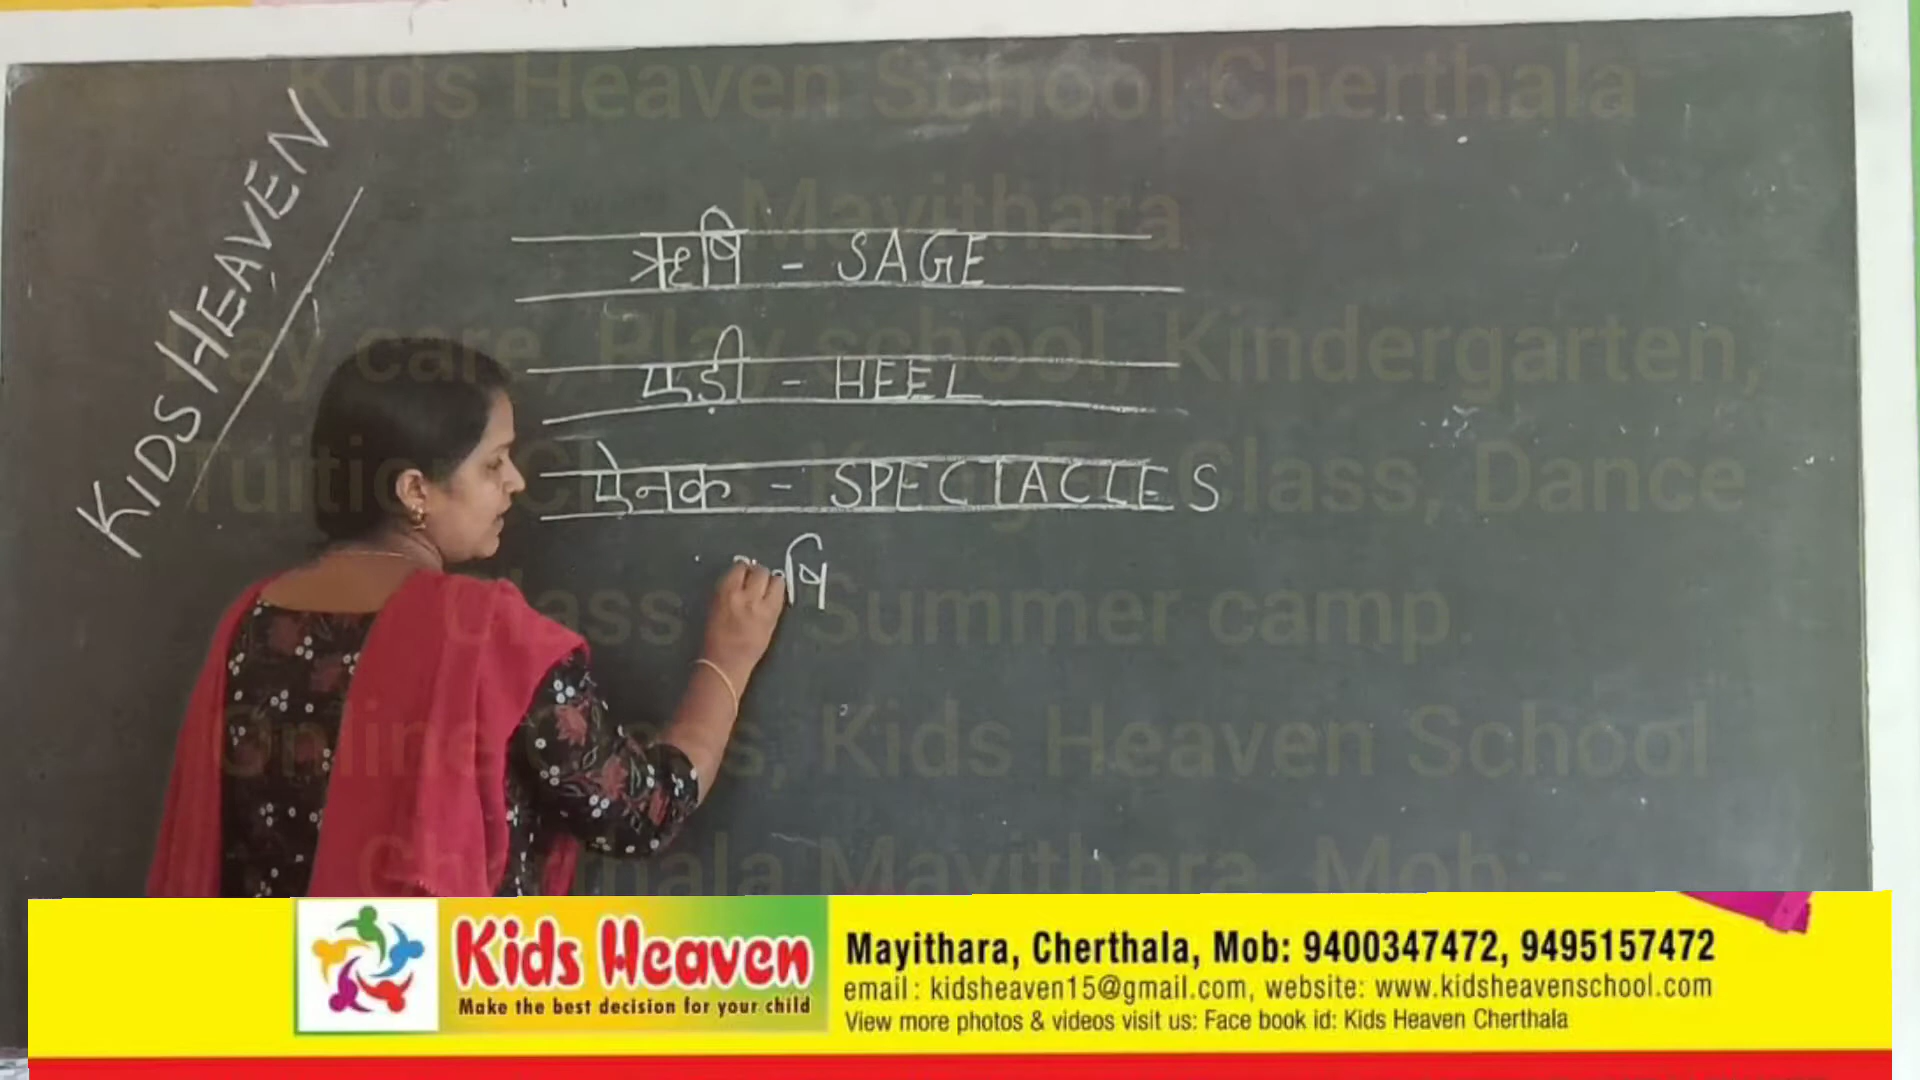 Kids Heaven School Cherthala
Mayithara
Day care, Play school, Kindergarten,
Class, Dance
Class Summer camp.
Online Class, Kids Heaven School
Cherthala Mayithara, Mob:-
KIDS HEAVEN
ऋषि - SAGE
एड़ी - HEEL
ऐनक - SPECTACLES
षि
Kids Heaven
Make the best decision for your child
Mayithara, Cherthala, Mob: 9400347472, 9495157472
email : kidsheaven15@gmail.com, website: www.kidsheavenschool.com
View more photos & videos visit us: Face book id: Kids Heaven Cherthala